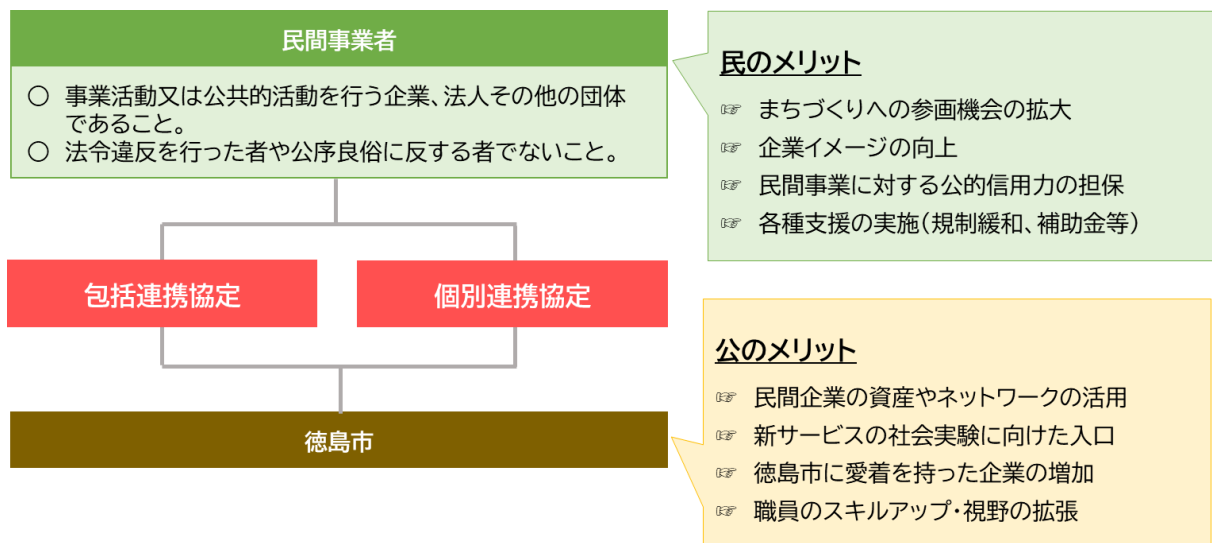 民間事業者
○ 事業活動又は公共的活動を行う企業、法人その他の団体
であること。
○ 法令違反を行った者や公序良俗に反する者でないこと。
包括連携協定
個別連携協定
徳島市
民のメリット
☞ まちづくりへの参画機会の拡大
☞ 企業イメージの向上
☞ 民間事業に対する公的信用力の担保
☞ 各種支援の実施(規制緩和、補助金等)
公のメリット
☞ 民間企業の資産やネットワークの活用
☞ 新サービスの社会実験に向けた入口
☞ 徳島市に愛着を持った企業の増加
☞ 職員のスキルアップ・視野の拡張